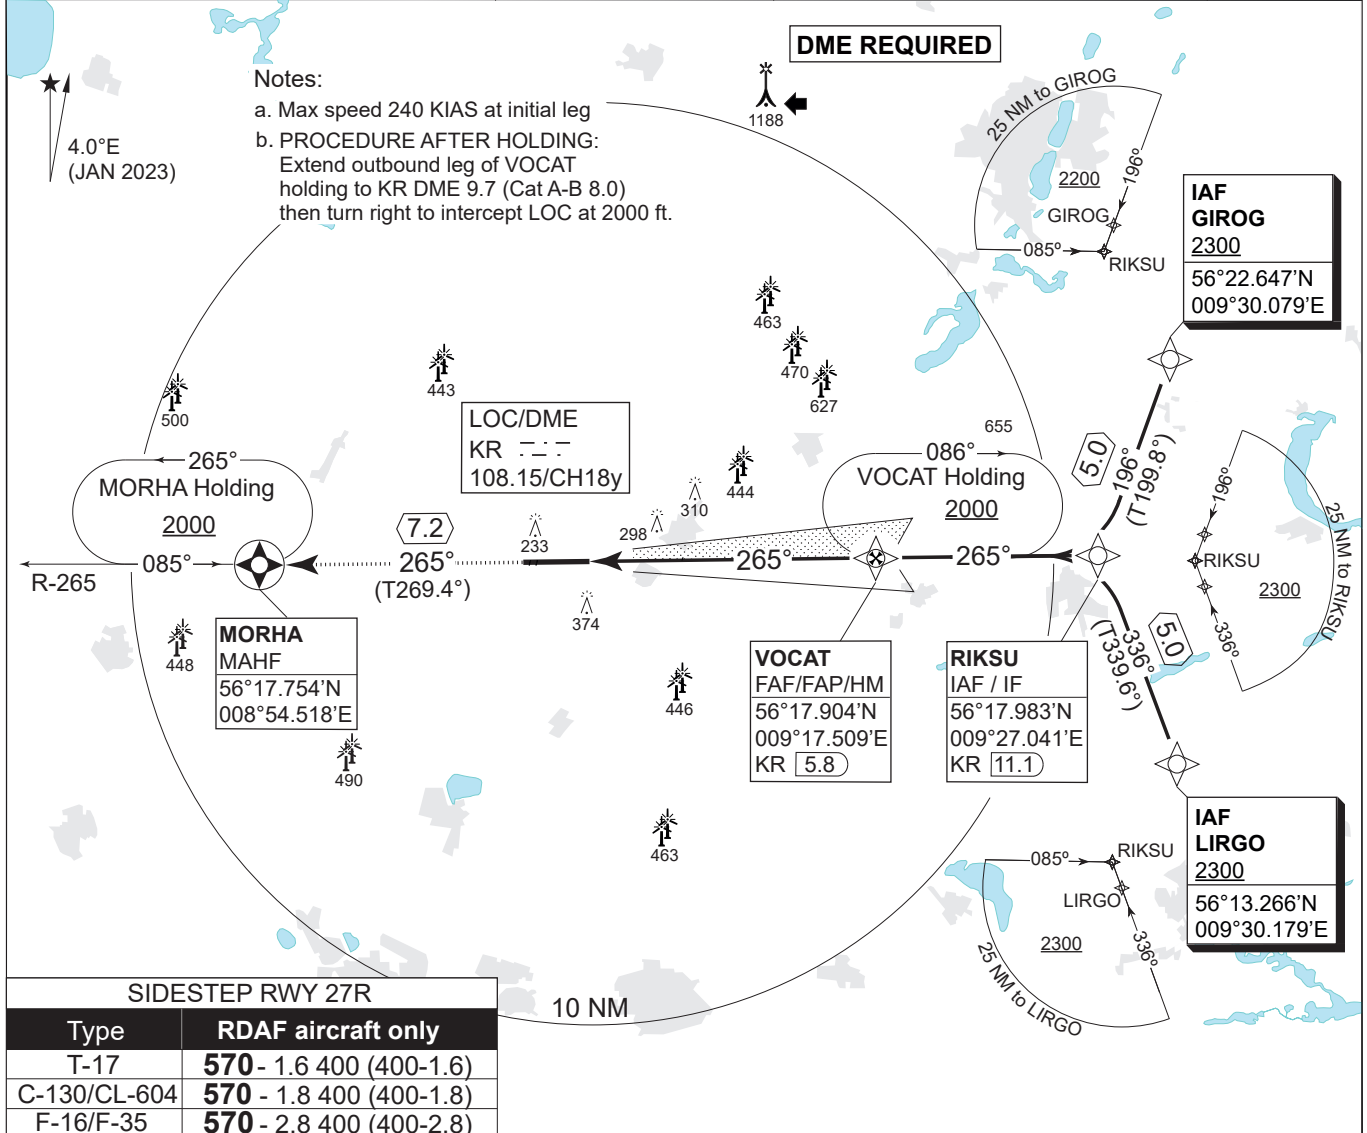 DME REQUIRED
Notes:
a. Max speed 240 KIAS at initial leg
b. PROCEDURE AFTER HOLDING:
Extend outbound leg of VOCAT
holding to KR DME 9.7 (Cat A-B 8.0)
then turn right to intercept LOC at 2000 ft.
4.0°E
(JAN 2023)
1188
25 NM to GIROG
196°
2200
GIROG
085°
RIKSU
IAF
GIROG
2300
56°22.647’N
009°30.079’E
463
470
627
443
500
655
444
310
298
233
374
LOC/DME
KR
108.15/CH18y
265°
MORHA Holding
2000
085°
R-265
7.2
265°
(T269.4°)
086°
VOCAT Holding
2000
265°
265°
5.0
196°
(T199.8°)
5.0
336°
(T339.6°)
196°
RIKSU
2300
336°
25 NM to RIKSU
MORHA
MAHF
56°17.754’N
008°54.518’E
448
490
446
463
VOCAT
FAF/FAP/HM
56°17.904’N
009°17.509’E
KR 5.8
RIKSU
IAF / IF
56°17.983’N
009°27.041’E
KR 11.1
IAF
LIRGO
2300
56°13.266’N
009°30.179’E
085°
RIKSU
LIRGO
2300
336°
25 NM to LIRGO
10 NM
SIDESTEP RWY 27R
Type RDAF aircraft only
T-17 570 - 1.6 400 (400-1.6)
C-130/CL-604 570 - 1.8 400 (400-1.8)
F-16/F-35 570 - 2.8 400 (400-2.8)